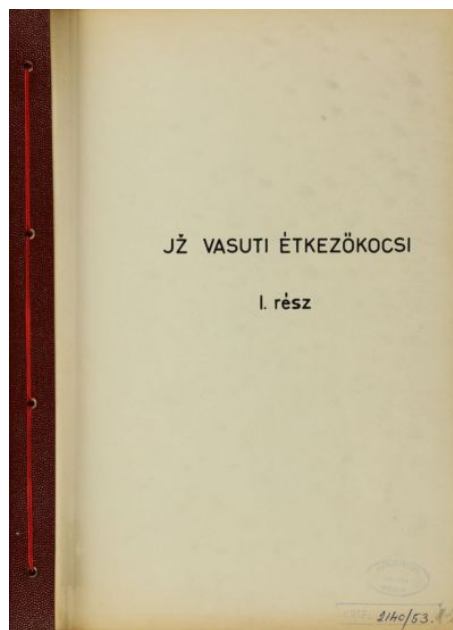 JŽ VASUTI ÉTKEZŐKOCSI
I. rész
2140/53.